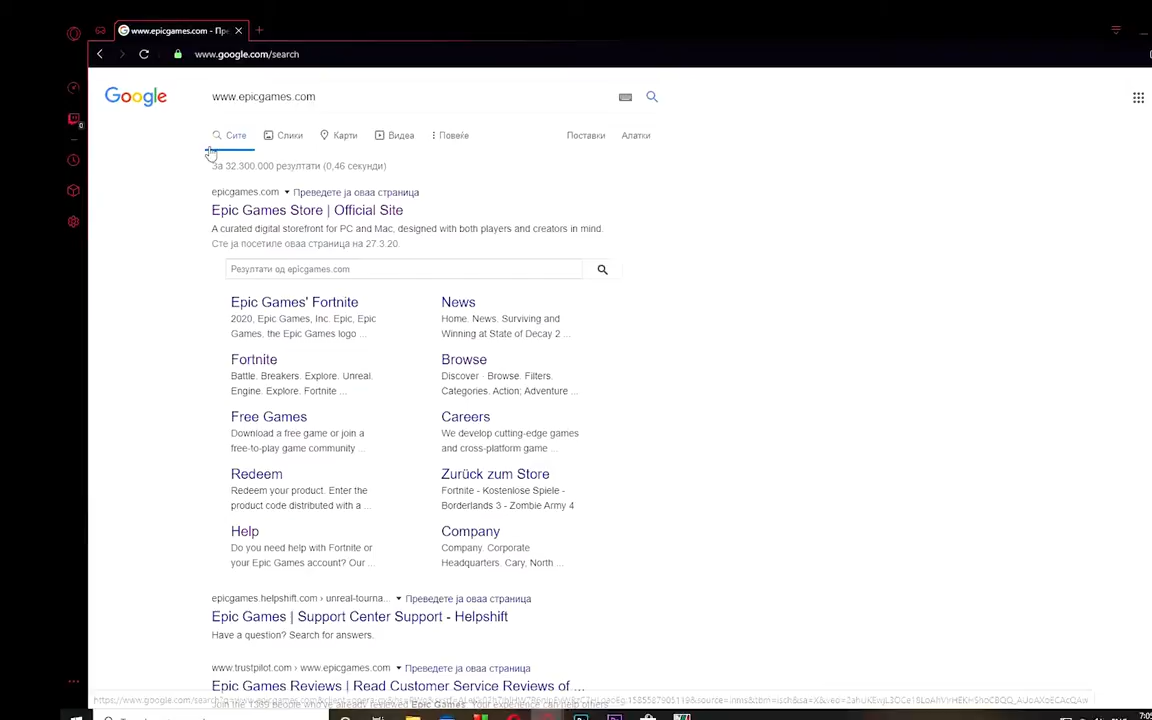 www.epicgames.com - Пре
www.google.com/search
Google
www.epicgames.com
Сите Слики Карти Видеа Повеќе Поставки Алатки
За 32.300.000 резултати (0,46 секунди)
epicgames.com Преведете ја оваа страница
Epic Games Store | Official Site
A curated digital storefront for PC and Mac, designed with both players and creators in mind.
Сте ја посетиле оваа страница на 27.3.20.
Резултати од epicgames.com
Epic Games' Fortnite
2020, Epic Games, Inc. Epic, Epic
Games, the Epic Games logo ...
News
Home. News. Surviving and
Winning at State of Decay 2 ...
Fortnite
Battle. Breakers. Explore. Unreal.
Engine. Explore. Fortnite ...
Browse
Discover · Browse. Filters.
Categories. Action; Adventure ...
Free Games
Download a free game or join a
free-to-play game community ...
Careers
We develop cutting-edge games
and cross-platform game ...
Redeem
Redeem your product. Enter the
product code distributed with a ...
Zurück zum Store
Fortnite - Kostenlose Spiele -
Borderlands 3 - Zombie Army 4
Help
Do you need help with Fortnite or
your Epic Games account? Our ...
Company
Company. Corporate
Headquarters. Cary, North ...
epicgames.helpshift.com › unreal-tourna... Преведете ја оваа страница
Epic Games | Support Center Support - Helpshift
Have a question? Search for answers.
www.trustpilot.com › www.epicgames.com Преведете ја оваа страница
Epic Games Reviews | Read Customer Service Reviews of ...